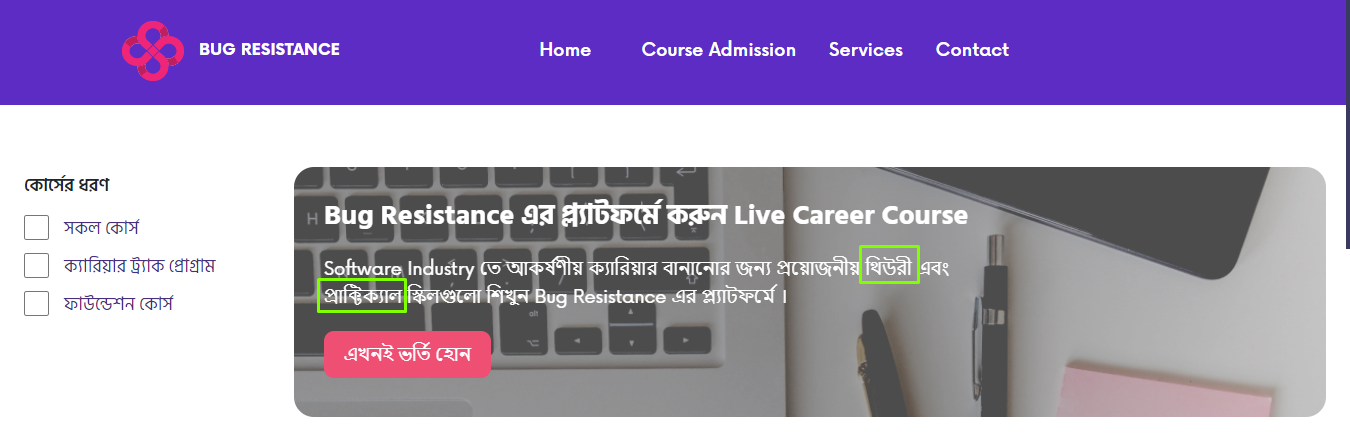 BUG RESISTANCE
Home Course Admission Services Contact
কোর্সের ধরণ
সকল কোর্স
ক্যারিয়ার ট্র্যাক প্রোগ্রাম
ফাউন্ডেশন কোর্স
Bug Resistance এর প্ল্যাটফর্মে করুন Live Career Course
Software Industry তে আকর্ষণীয় ক্যারিয়ার বানানোর জন্য প্রয়োজনীয় থিউরী এবং
প্রাক্টিক্যাল স্কিলগুলো শিখুন Bug Resistance এর প্ল্যাটফর্মে ।
এখনই ভর্তি হোন